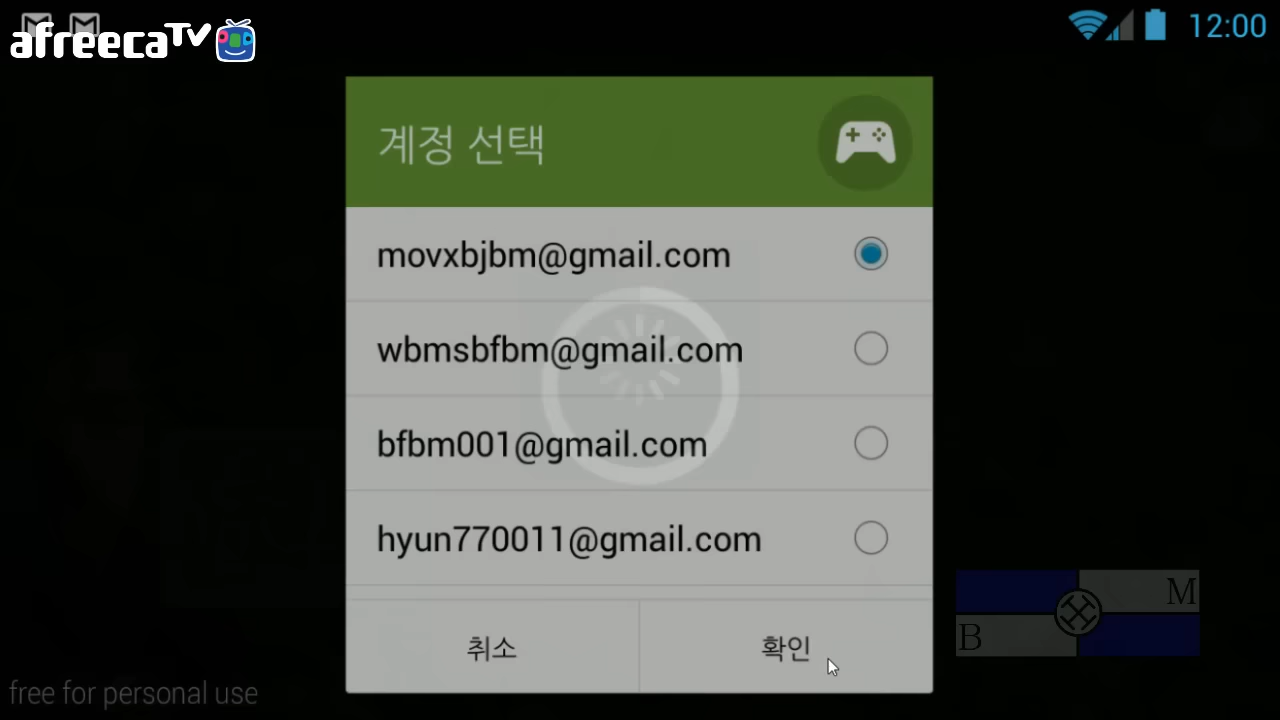 afreecaTV
12:00
계정 선택
movxbjbm@gmail.com
wbmsbfbm@gmail.com
bfbm001@gmail.com
hyun770011@gmail.com
취소
확인
M
B
free for personal use